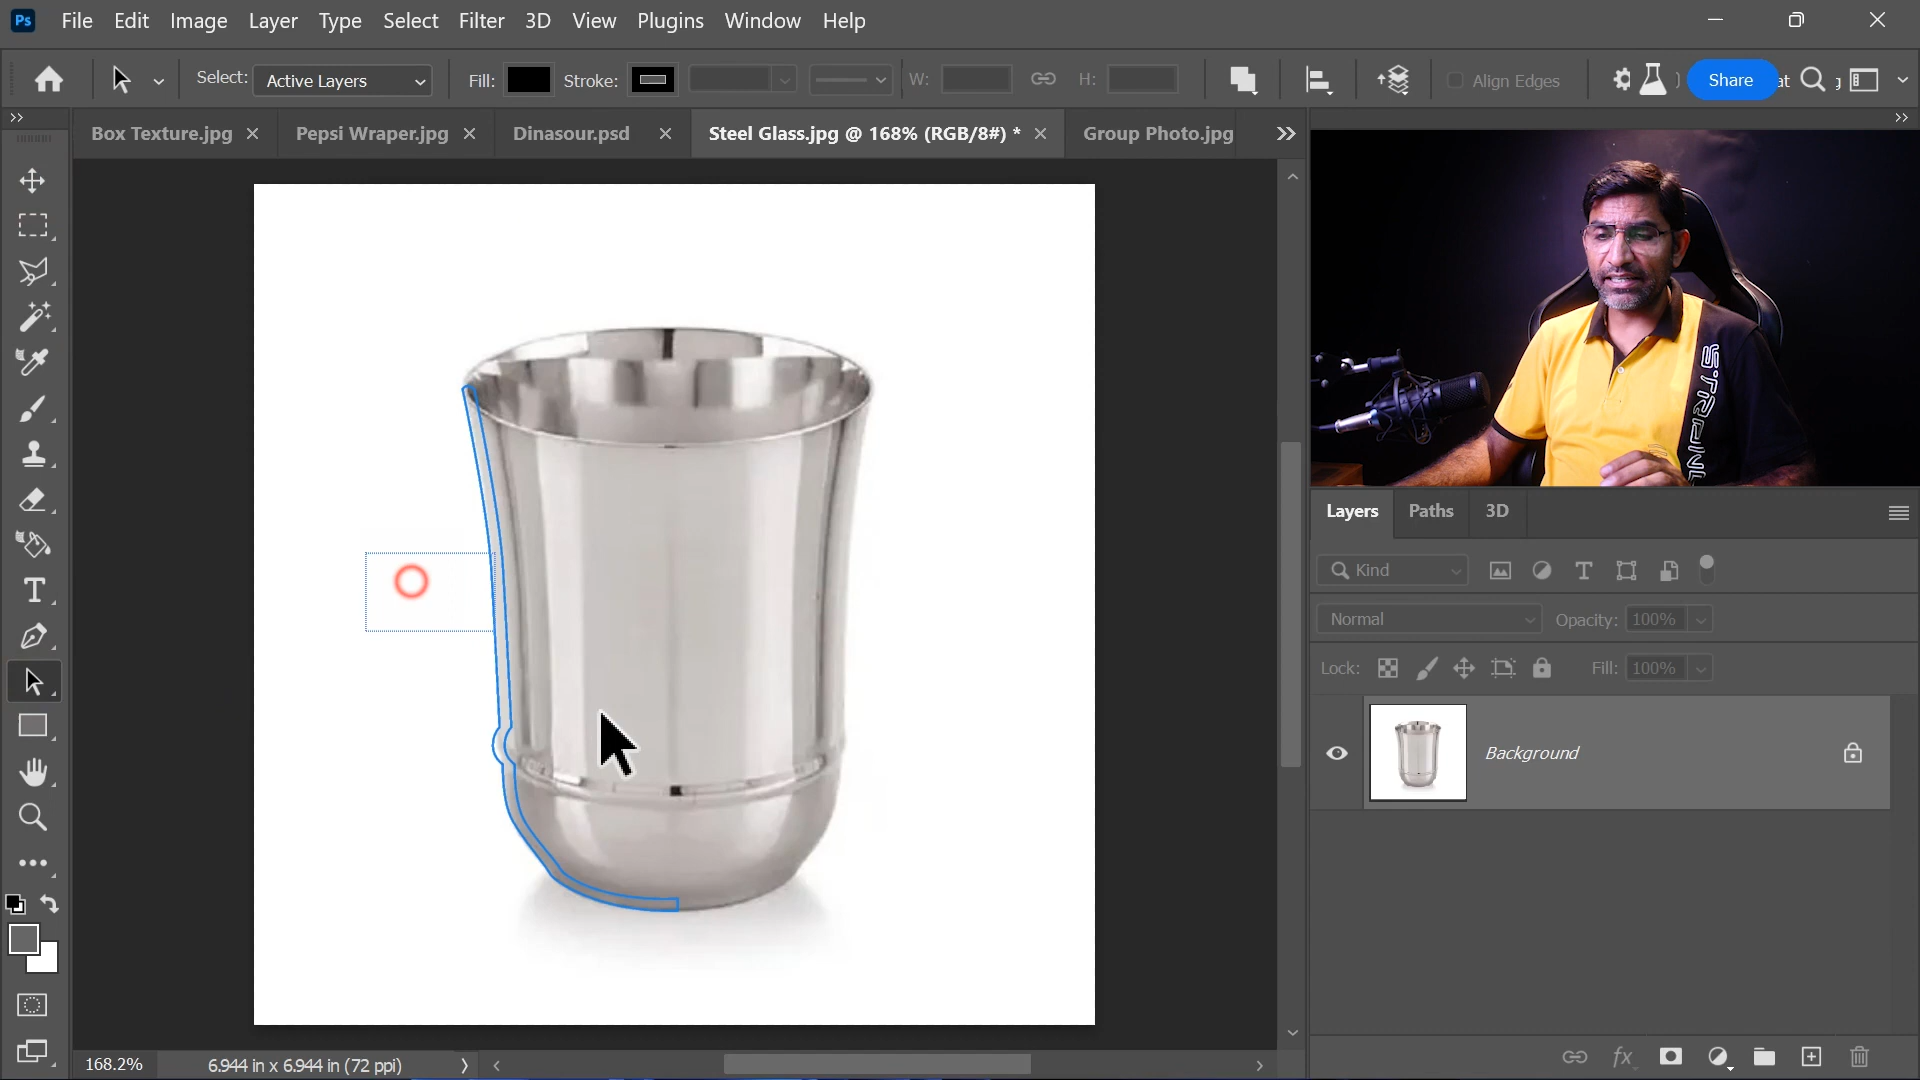 Ps File Edit Image Layer Type Select Filter 3D View Plugins Window Help
Select: Active Layers Fill: Stroke: W: H: Align Edges Share
Box Texture.jpg Pepsi Wraper.jpg Dinasour.psd Steel Glass.jpg @ 168% (RGB/8#) * Group Photo.jpg
Layers Paths 3D
Kind
Normal Opacity: 100%
Lock: Fill: 100%
Background
168.2% 6.944 in x 6.944 in (72 ppi)